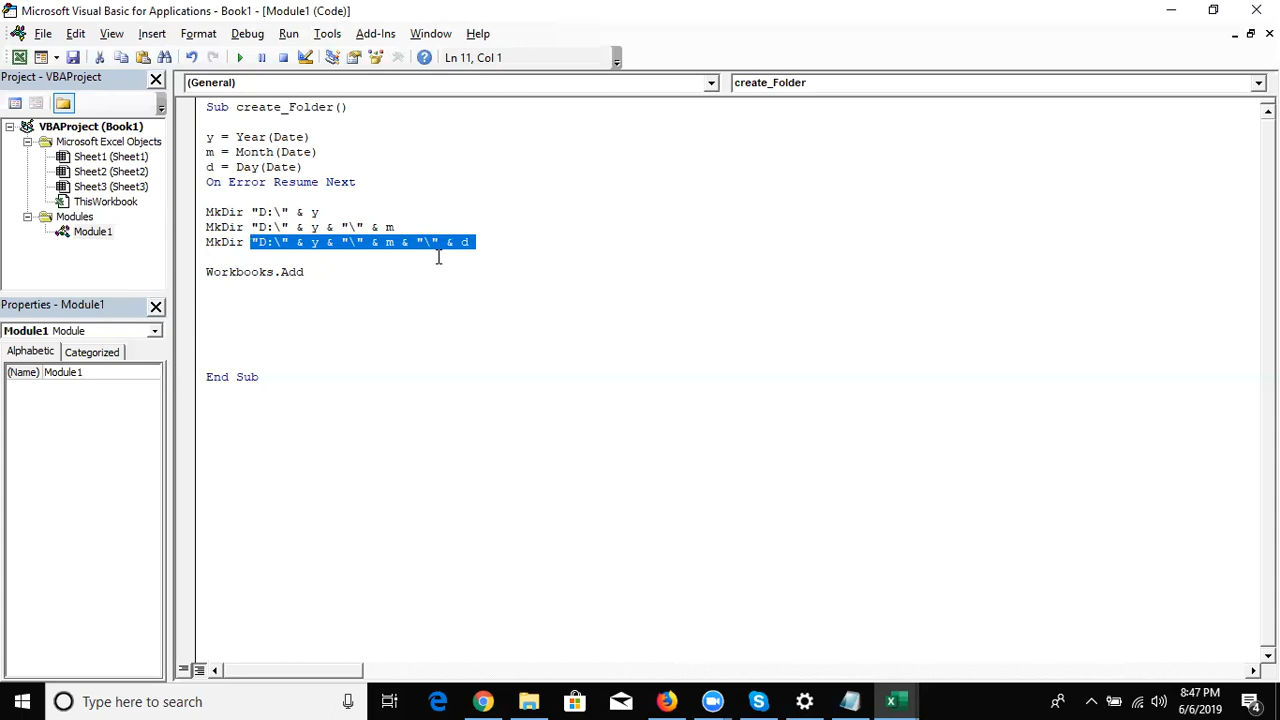 Microsoft Visual Basic for Applications - Book1 - [Module1 (Code)]
File Edit View Insert Format Debug Run Tools Add-Ins Window Help
Ln 11, Col 1
Project - VBAProject
(General)
create_Folder
VBAProject (Book1)
Microsoft Excel Objects
Sheet1 (Sheet1)
Sheet2 (Sheet2)
Sheet3 (Sheet3)
ThisWorkbook
Modules
Module1
Properties - Module1
Module1 Module
Alphabetic Categorized
(Name) Module1
Sub create_Folder()
y = Year(Date)
m = Month(Date)
d = Day(Date)
On Error Resume Next
MkDir "D:\" & y
MkDir "D:\" & y & "\" & m
MkDir "D:\" & y & "\" & m & "\" & d
Workbooks.Add
End Sub
Type here to search
8:47 PM
6/6/2019
4